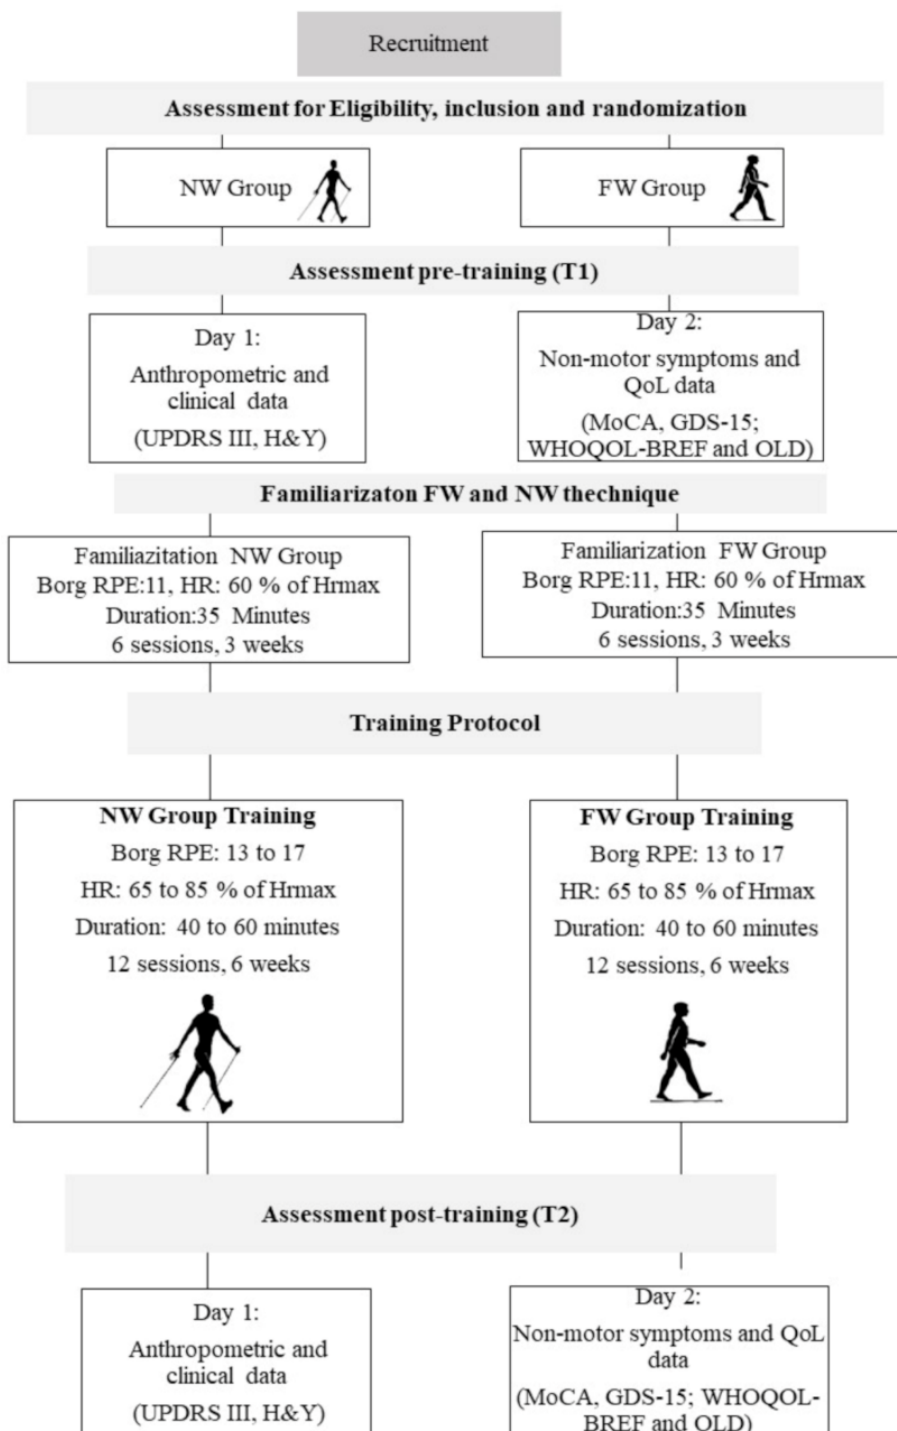 Recruitment
Assessment for Eligibility, inclusion and randomization
NW Group
FW Group
Assessment pre-training (T1)
Day 1:
Anthropometric and
clinical data
(UPDRS III, H&Y)
Day 2:
Non-motor symptoms and
QoL data
(MoCA, GDS-15;
WHOQOL-BREF and OLD)
Familiarizaton FW and NW thechnique
Familiazitation NW Group
Borg RPE:11, HR: 60 % of Hrmax
Duration:35 Minutes
6 sessions, 3 weeks
Familiarization FW Group
Borg RPE:11, HR: 60 % of Hrmax
Duration:35 Minutes
6 sessions, 3 weeks
Training Protocol
NW Group Training
Borg RPE: 13 to 17
HR: 65 to 85 % of Hrmax
Duration: 40 to 60 minutes
12 sessions, 6 weeks
FW Group Training
Borg RPE: 13 to 17
HR: 65 to 85 % of Hrmax
Duration: 40 to 60 minutes
12 sessions, 6 weeks
Assessment post-training (T2)
Day 1:
Anthropometric and
clinical data
(UPDRS III, H&Y)
Day 2:
Non-motor symptoms and QoL
data
(MoCA, GDS-15; WHOQOL-
BREF and OLD)